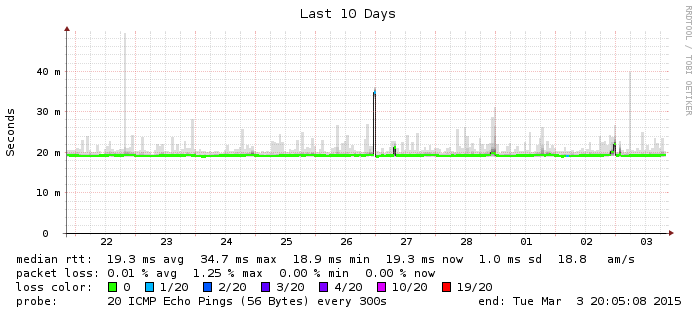 Last 10 Days
RRDTOOL / TOBI OETIKER
Seconds
40 m
30 m
20 m
10 m
0
22 23 24 25 26 27 28 01 02 03
median rtt: 19.3 ms avg 34.7 ms max 18.9 ms min 19.3 ms now 1.0 ms sd 18.8 am/s
packet loss: 0.01 % avg 1.25 % max 0.00 % min 0.00 % now
loss color: 0 1/20 2/20 3/20 4/20 10/20 19/20
probe: 20 ICMP Echo Pings (56 Bytes) every 300s end: Tue Mar 3 20:05:08 2015